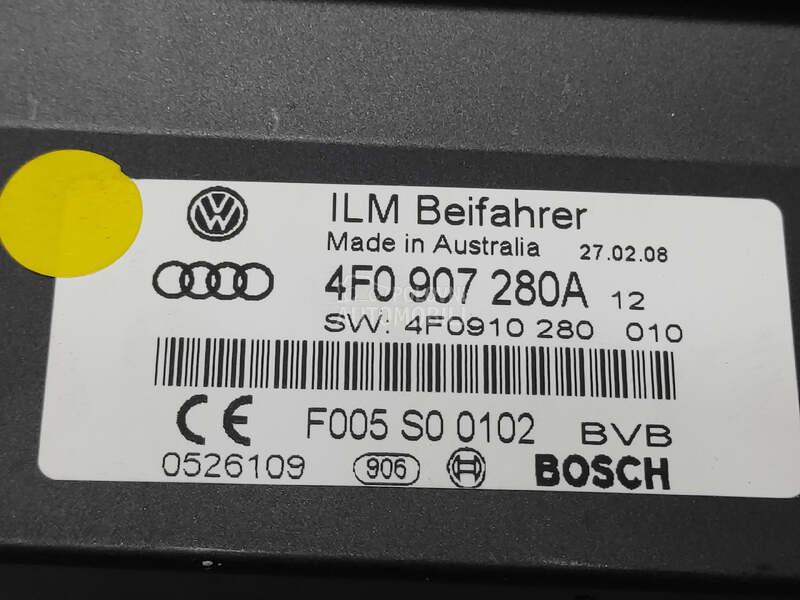 ILM Beifahrer
Made in Australia 27.02.08
4F0 907 280A 12
SW: 4F0910 280 010
CE F005 S0 0102 BVB
0526109 906 BOSCH